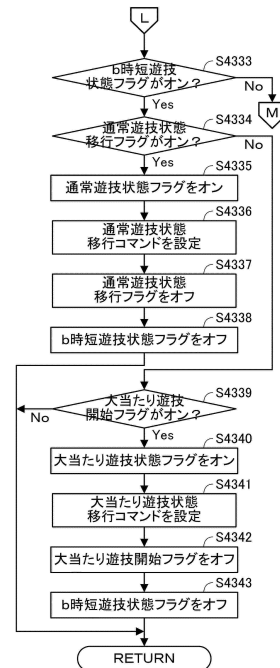 L
S4333
b時短遊技
状態フラグがオン？
No
M
Yes
S4334
通常遊技状態
移行フラグがオン？
No
Yes
S4335
通常遊技状態フラグをオン
S4336
通常遊技状態
移行コマンドを設定
S4337
通常遊技状態
移行フラグをオフ
S4338
b時短遊技状態フラグをオフ
S4339
大当たり遊技
開始フラグがオン？
No
Yes
S4340
大当たり遊技状態フラグをオン
S4341
大当たり遊技状態
移行コマンドを設定
S4342
大当たり遊技開始フラグをオフ
S4343
b時短遊技状態フラグをオフ
RETURN